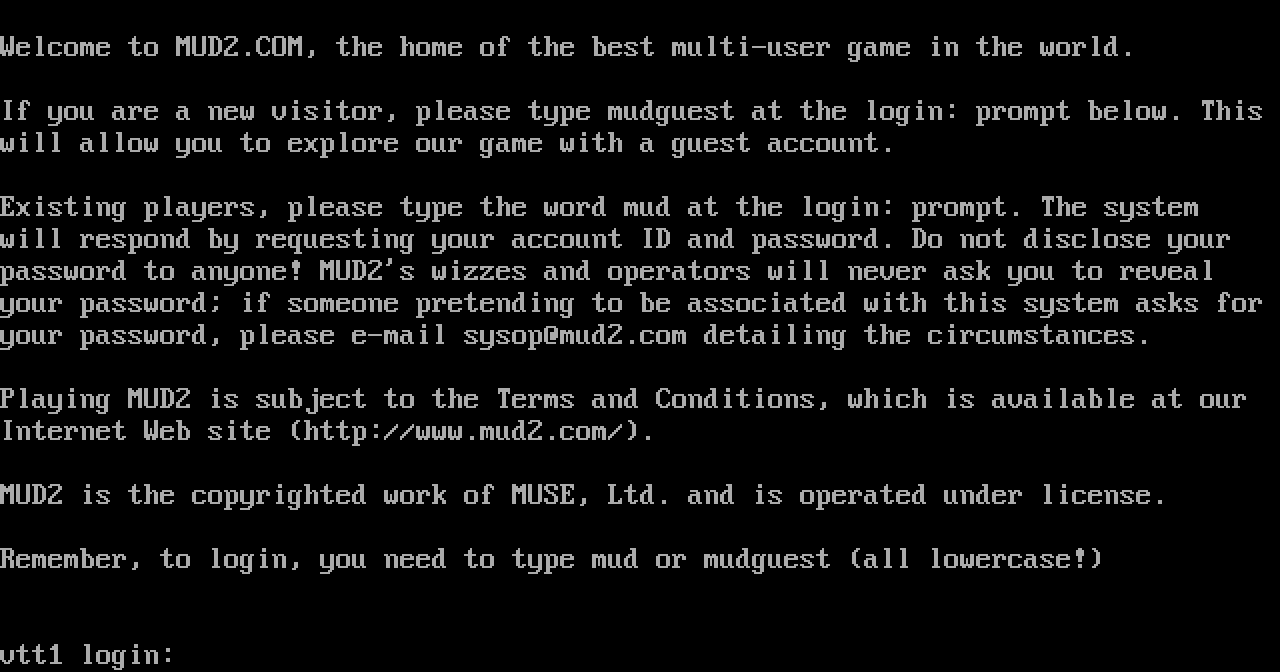 Welcome to MUD2.COM, the home of the best multi-user game in the world.
If you are a new visitor, please type mudguest at the login: prompt below. This
will allow you to explore our game with a guest account.
Existing players, please type the word mud at the login: prompt. The system
will respond by requesting your account ID and password. Do not disclose your
password to anyone! MUD2's wizzes and operators will never ask you to reveal
your password; if someone pretending to be associated with this system asks for
your password, please e-mail sysop@mud2.com detailing the circumstances.
Playing MUD2 is subject to the Terms and Conditions, which is available at our
Internet Web site (http://www.mud2.com/).
MUD2 is the copyrighted work of MUSE, Ltd. and is operated under license.
Remember, to login, you need to type mud or mudguest (all lowercase!)
vtt1 login: